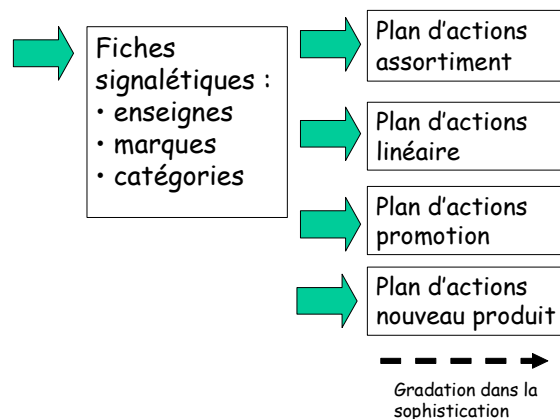 Fiches
signalétiques :
• enseignes
• marques
• catégories
Plan d’actions
assortiment
Plan d’actions
linéaire
Plan d’actions
promotion
Plan d’actions
nouveau produit
Gradation dans la
sophistication